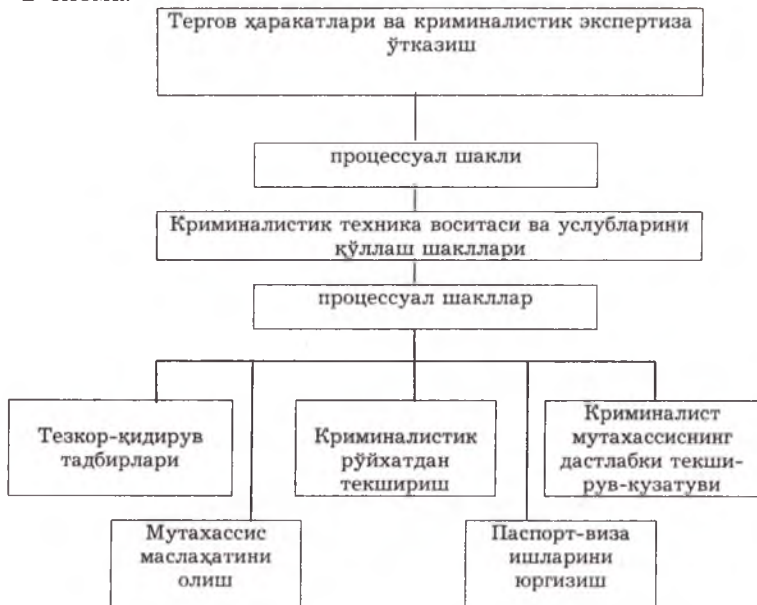 Тергов ҳаракатлари ва криминалистик экспертиза
ўтказиш
процессуал шакли
Криминалистик техника воситаси ва услубларини
қўллаш шакллари
процессуал шакллар
Тезкор-қидирув
тадбирлари
Криминалистик
рўйхатдан
текшириш
Криминалист
мутахассиснинг
дастлабки текши-
рув-кузатуви
Мутахассис
маслаҳатини
олиш
Паспорт-виза
ишларини
юргизиш